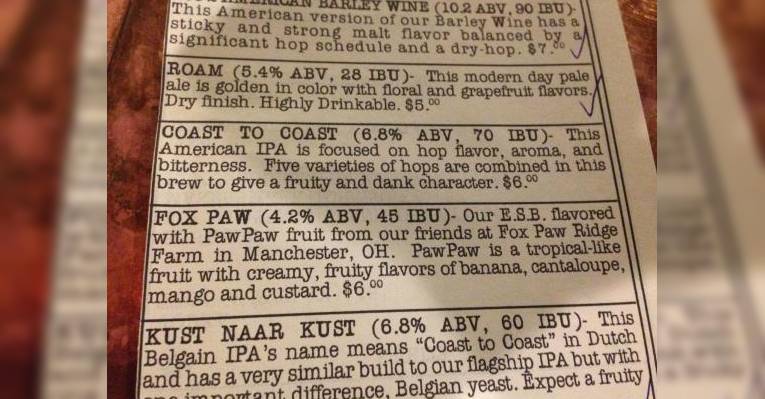 AMERICAN BARLEY WINE (10.2 ABV, 90 IBU)-
This American version of our Barley Wine has a
sticky and strong malt flavor balanced by a
significant hop schedule and a dry-hop. $7.00
ROAM (5.4% ABV, 28 IBU)- This modern day pale
ale is golden in color with floral and grapefruit flavors.
Dry finish. Highly Drinkable. $5.00
COAST TO COAST (6.8% ABV, 70 IBU)- This
American IPA is focused on hop flavor, aroma, and
bitterness. Five varieties of hops are combined in this
brew to give a fruity and dank character. $6.00
FOX PAW (4.2% ABV, 45 IBU)- Our E.S.B. flavored
with PawPaw fruit from our friends at Fox Paw Ridge
Farm in Manchester, OH. PawPaw is a tropical-like
fruit with creamy, fruity flavors of banana, cantaloupe,
mango and custard. $6.00
KUST NAAR KUST (6.8% ABV, 60 IBU)- This
Belgain IPA's name means "Coast to Coast" in Dutch
and has a very similar build to our flagship IPA but with
one important difference, Belgian yeast. Expect a fruity